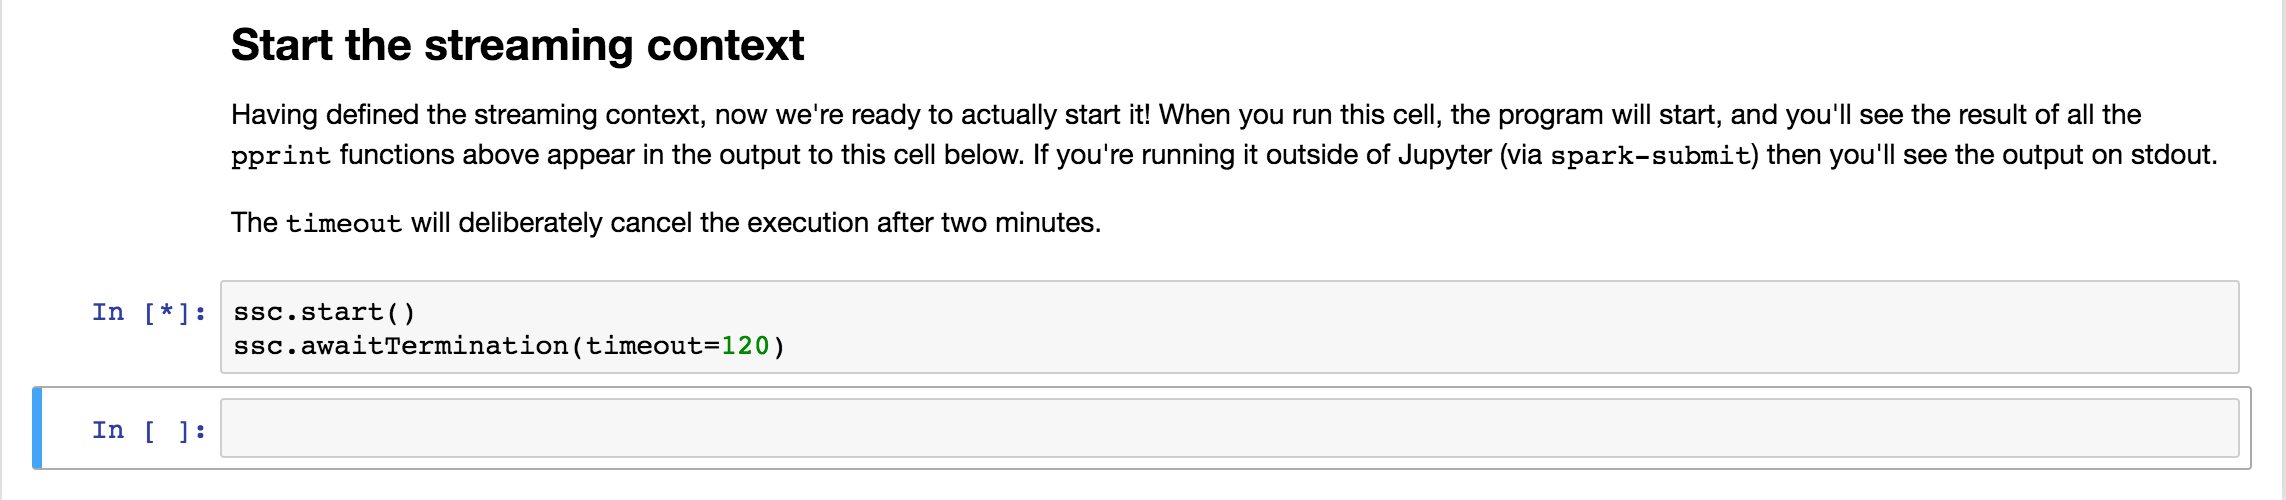 Start the streaming context
Having defined the streaming context, now we're ready to actually start it! When you run this cell, the program will start, and you'll see the result of all the
pprint functions above appear in the output to this cell below. If you're running it outside of Jupyter (via spark-submit) then you'll see the output on stdout.
The timeout will deliberately cancel the execution after two minutes.
In [*]: ssc.start()
ssc.awaitTermination(timeout=120)
In [ ]: